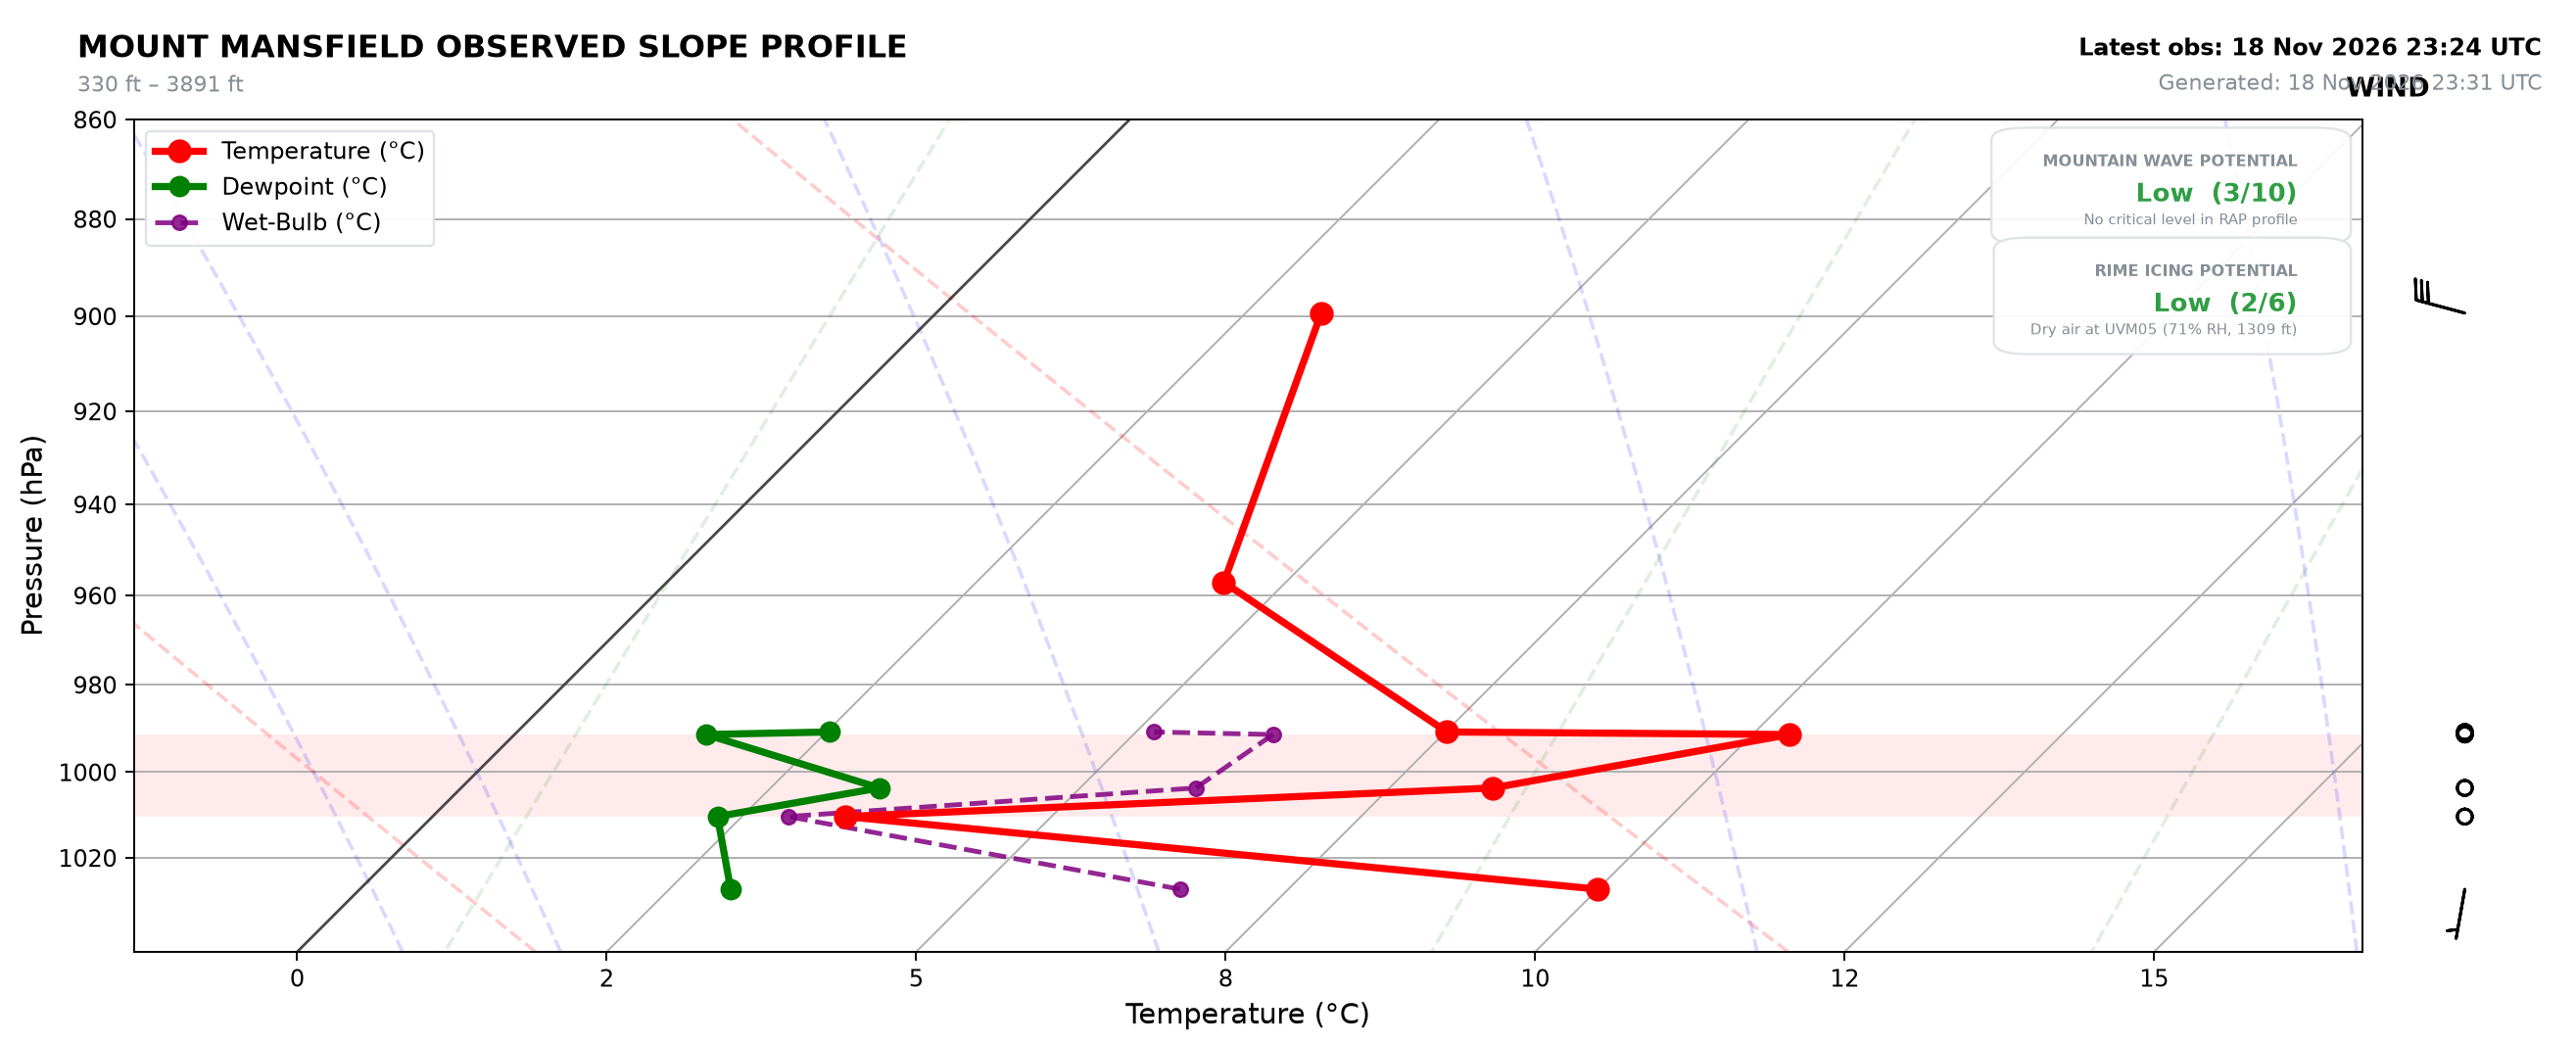 MOUNT MANSFIELD OBSERVED SLOPE PROFILE
Latest obs: 18 Nov 2026 23:24 UTC
330 ft – 3891 ft
Generated: 18 Nov 2026 23:31 UTC
WIND
860
880
900
920
940
960
980
1000
1020
Pressure (hPa)
Temperature (°C)
Dewpoint (°C)
Wet-Bulb (°C)
MOUNTAIN WAVE POTENTIAL
Low (3/10)
No critical level in RAP profile
RIME ICING POTENTIAL
Low (2/6)
Dry air at UVM05 (71% RH, 1309 ft)
0 2 5 8 10 12 15
Temperature (°C)